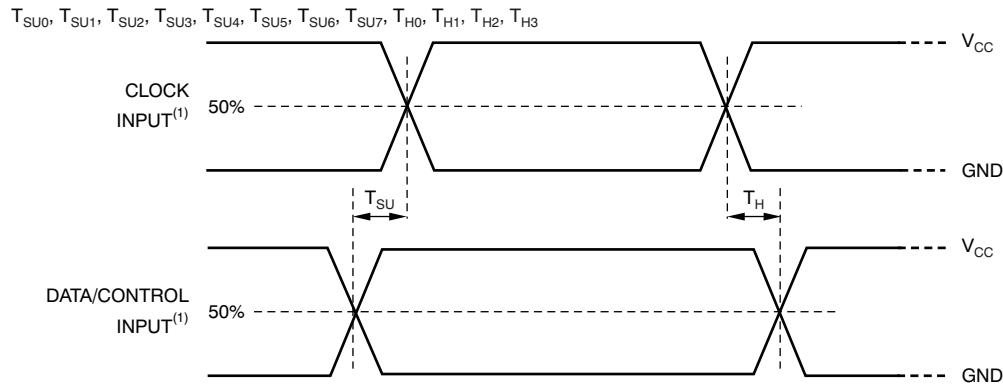 TSU0, TSU1, TSU2, TSU3, TSU4, TSU5, TSU6, TSU7, TH0, TH1, TH2, TH3
VCC
CLOCK
INPUT(1)
50%
GND
TSU
TH
VCC
DATA/CONTROL
INPUT(1)
50%
GND